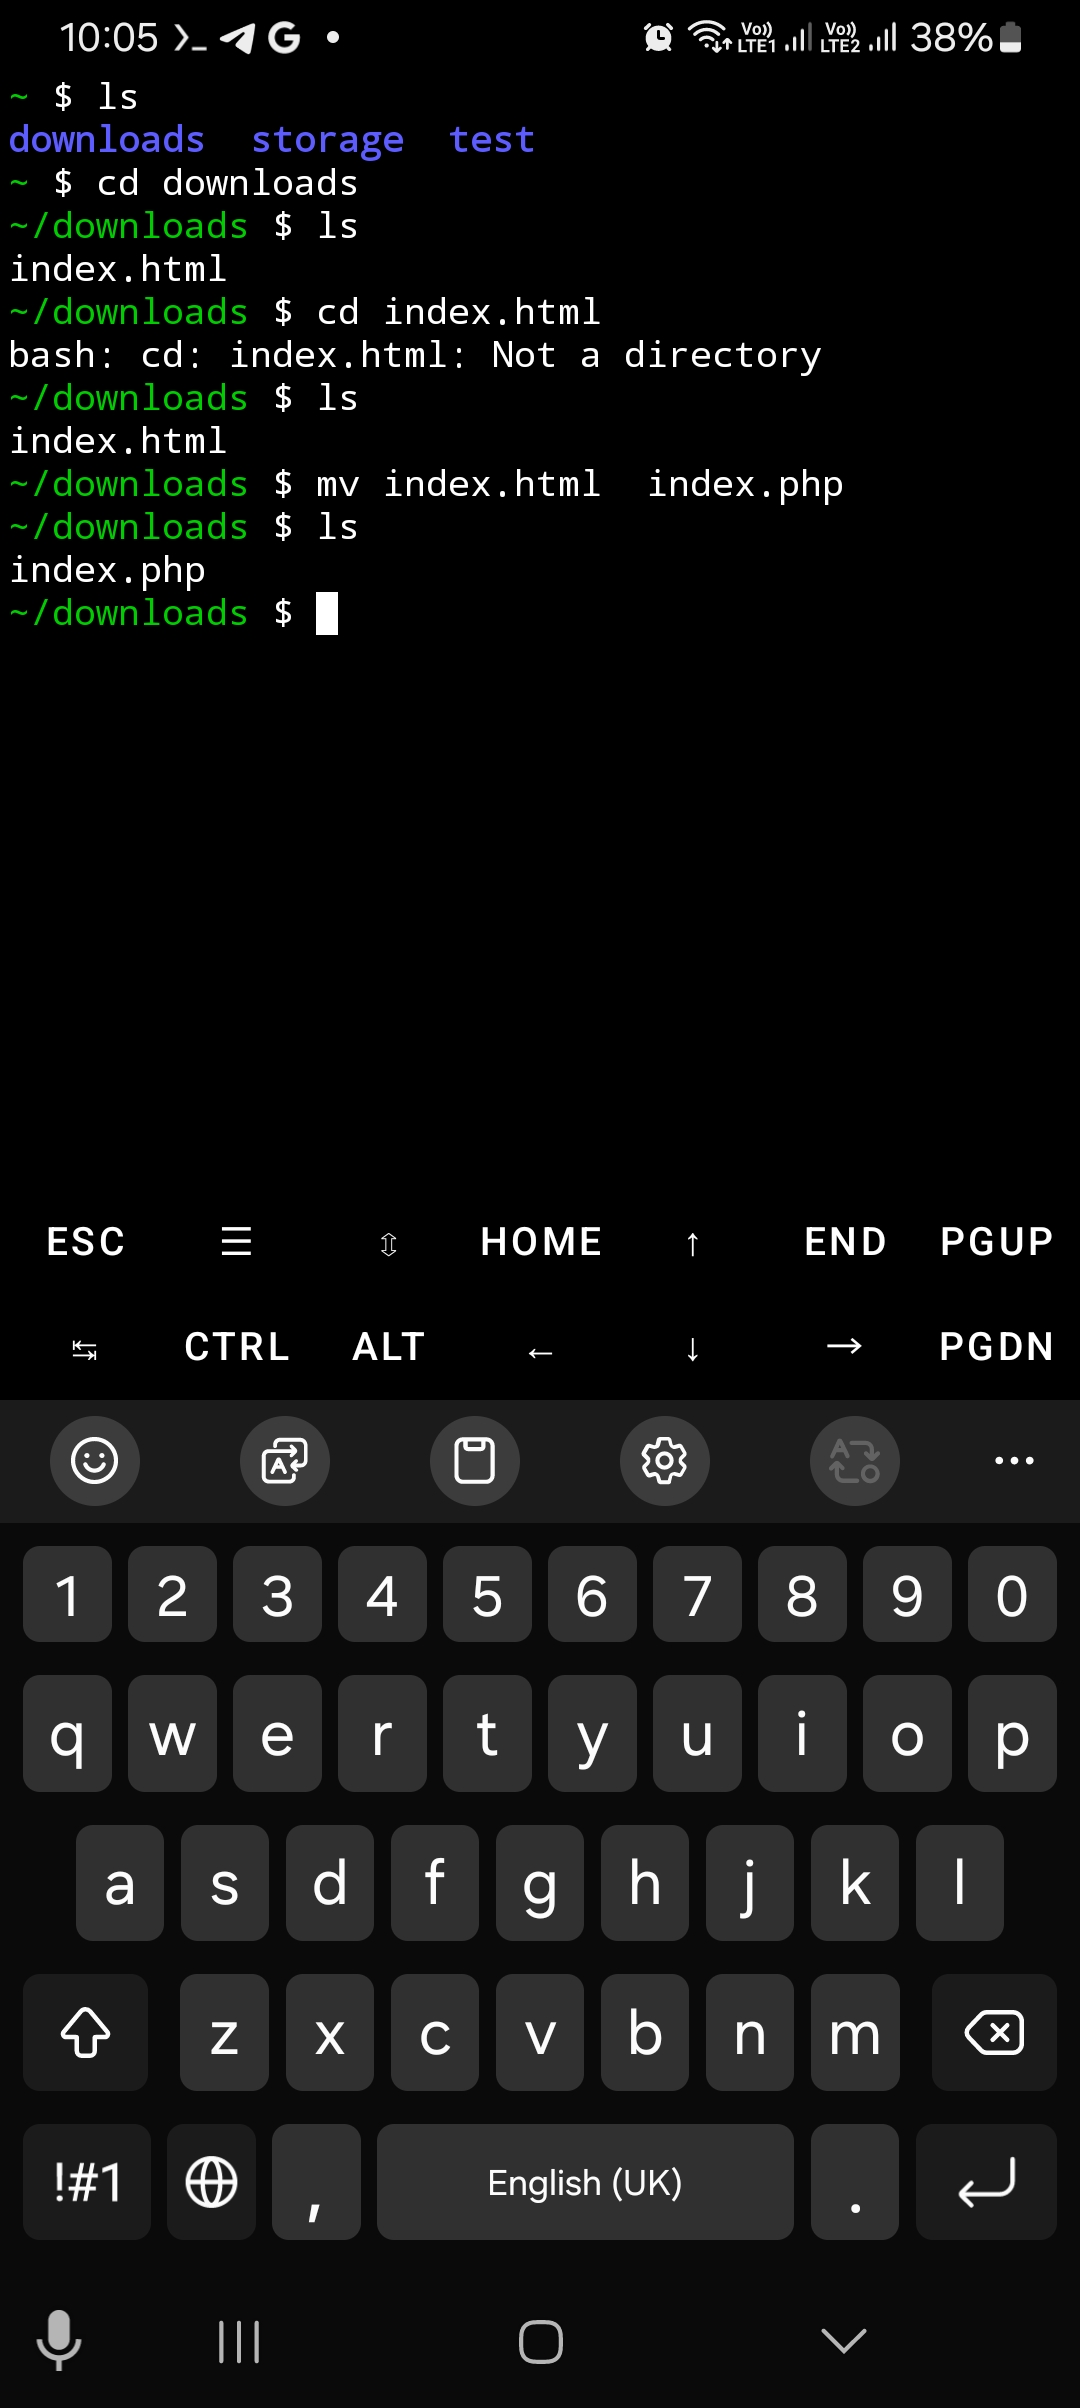 10:05
Vo)) LTE1 Vo)) LTE2 38%
~ $ ls
downloads  storage  test
~ $ cd downloads
~/downloads $ ls
index.html
~/downloads $ cd index.html
bash: cd: index.html: Not a directory
~/downloads $ ls
index.html
~/downloads $ mv index.html  index.php
~/downloads $ ls
index.php
~/downloads $
ESC ☰ ⇳ HOME ↑ END PGUP
↹ CTRL ALT ← ↓ → PGDN
1 2 3 4 5 6 7 8 9 0
q w e r t y u i o p
a s d f g h j k l
z x c v b n m
!#1 , English (UK) .